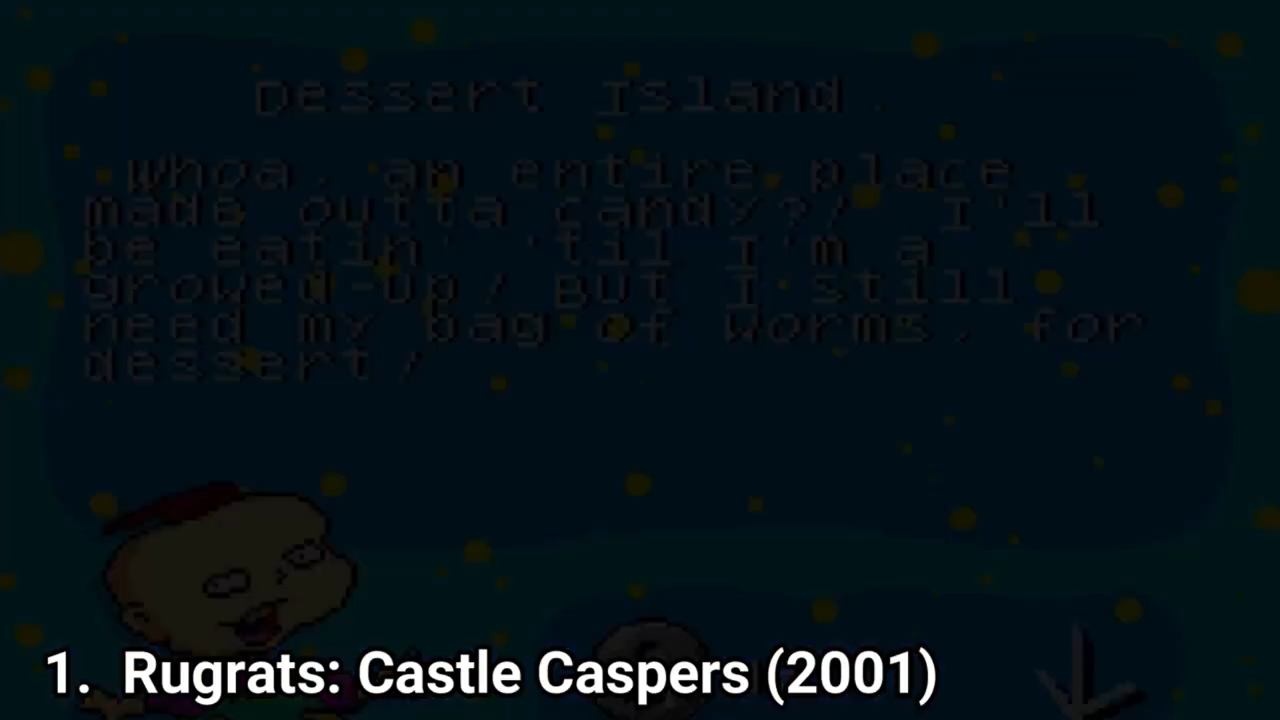 Dessert Island.
Whoa, an entire place
made outta candy?! I'll
be eatin' 'til I'm a
growed-up! But I still
need my bag of worms, for
dessert!
1. Rugrats: Castle Caspers (2001)